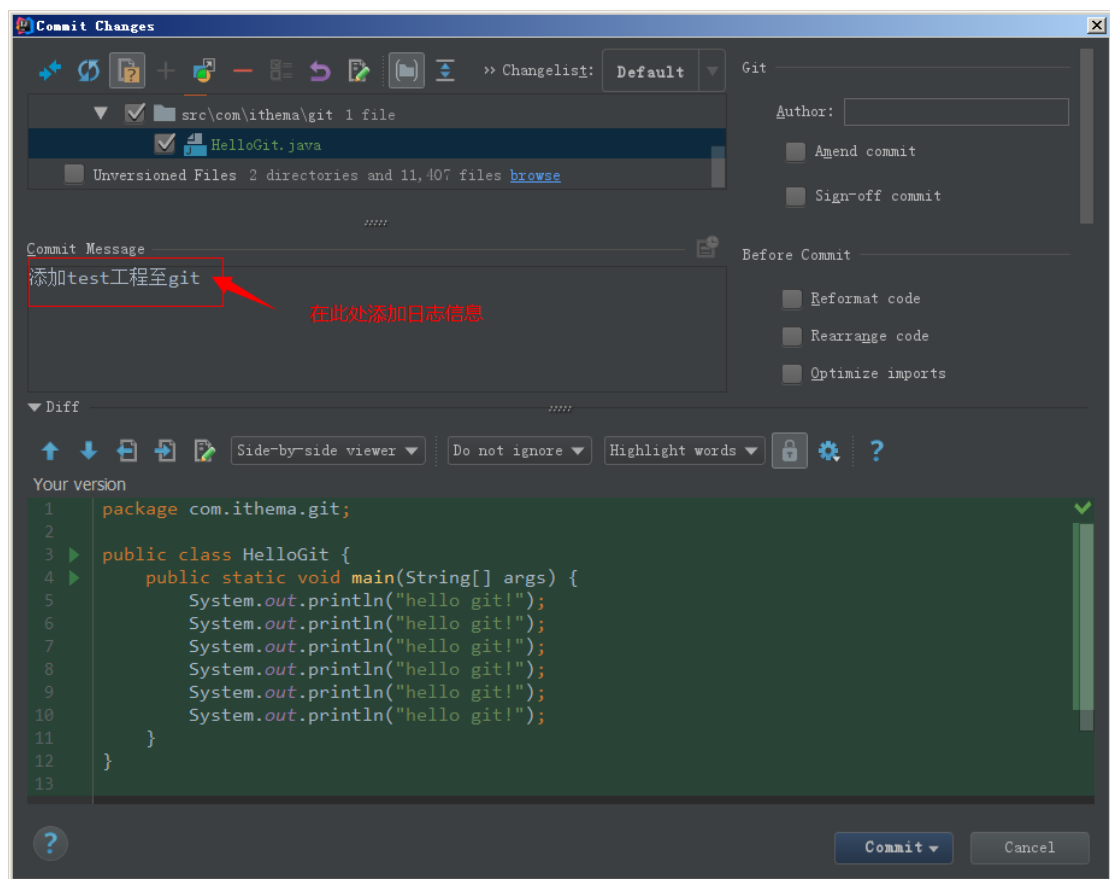 Commit Changes
>> Changelist: Default
src\com\ithema\git 1 file
HelloGit.java
Unversioned Files 2 directories and 11,407 files browse
Git
Author:
Amend commit
Sign-off commit
Commit Message
添加test工程至git
在此处添加日志信息
Before Commit
Reformat code
Rearrange code
Optimize imports
Diff
Side-by-side viewer Do not ignore Highlight words ?
Your version
1 package com.ithema.git;
2
3 public class HelloGit {
4 public static void main(String[] args) {
5 System.out.println("hello git!");
6 System.out.println("hello git!");
7 System.out.println("hello git!");
8 System.out.println("hello git!");
9 System.out.println("hello git!");
10 System.out.println("hello git!");
11 }
12 }
13
? Commit Cancel